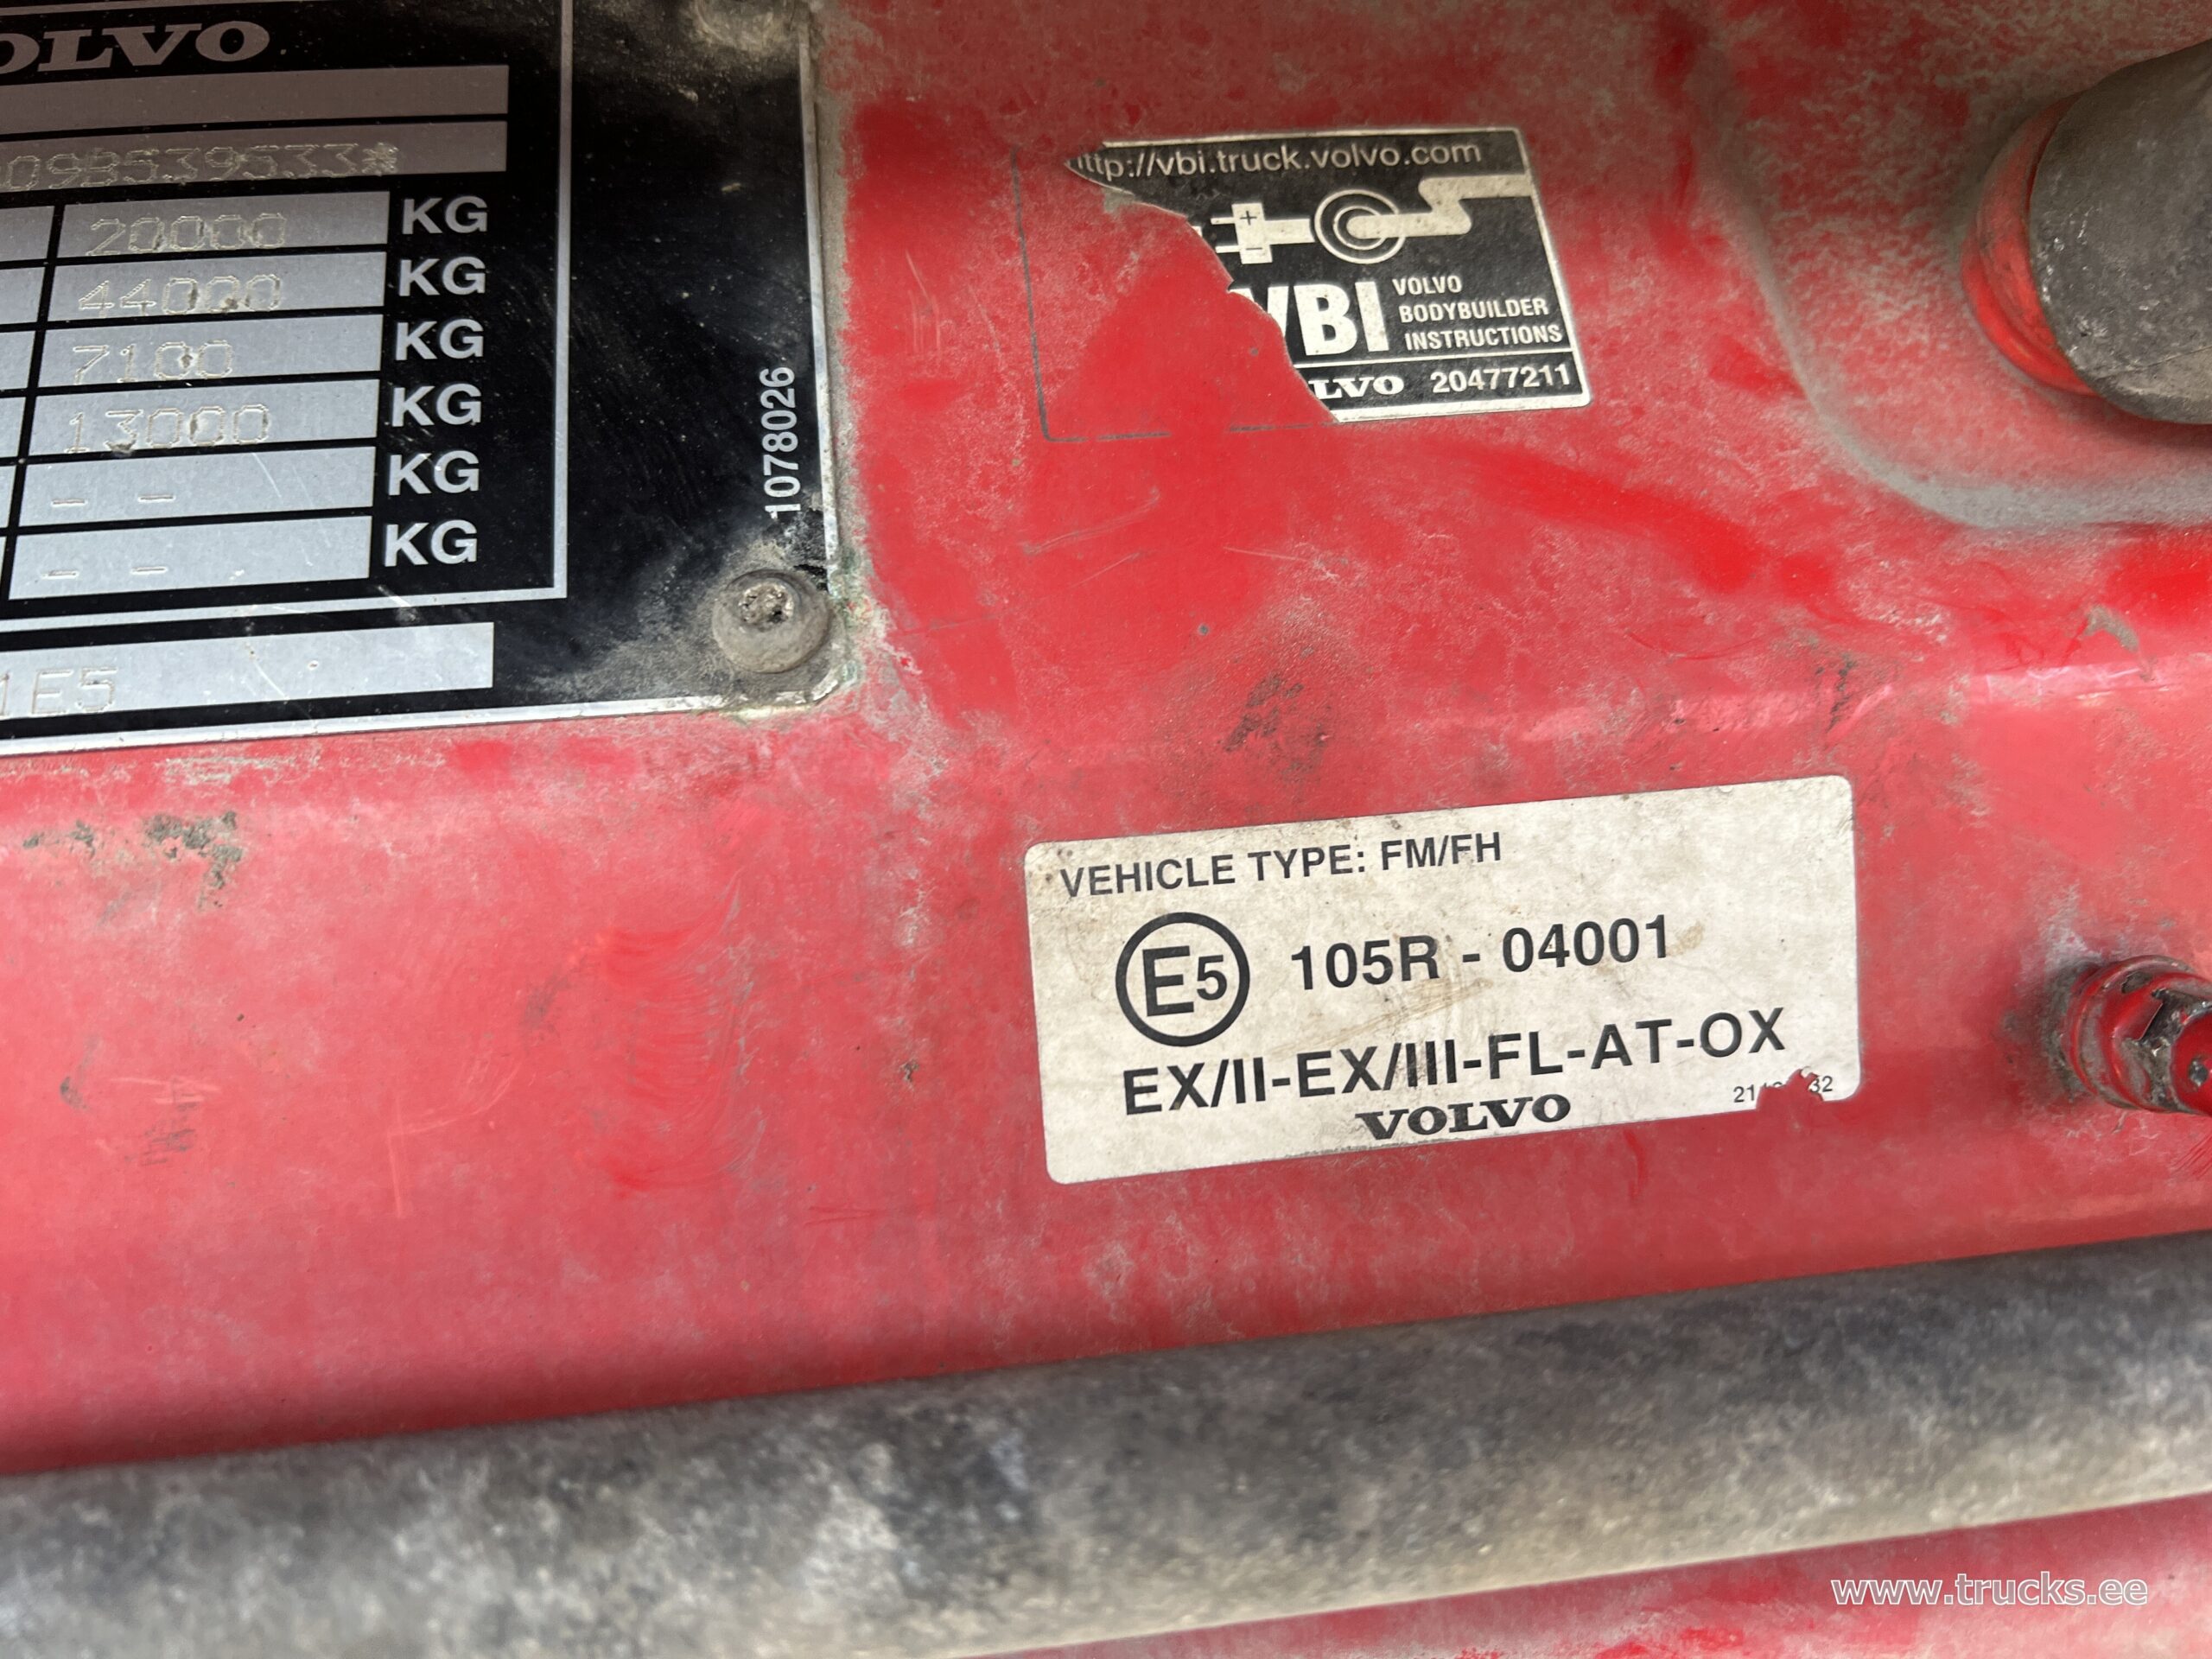 OLVO
09B539533*
20000 KG
44000 KG
7100 KG
13000 KG
- - KG
- - KG
1E5
1078026
http://vbi.truck.volvo.com
+
-
VBI
VOLVO
BODYBUILDER
INSTRUCTIONS
LVO 20477211
VEHICLE TYPE: FM/FH
E5 105R - 04001
EX/II-EX/III-FL-AT-OX
VOLVO
www.trucks.ee